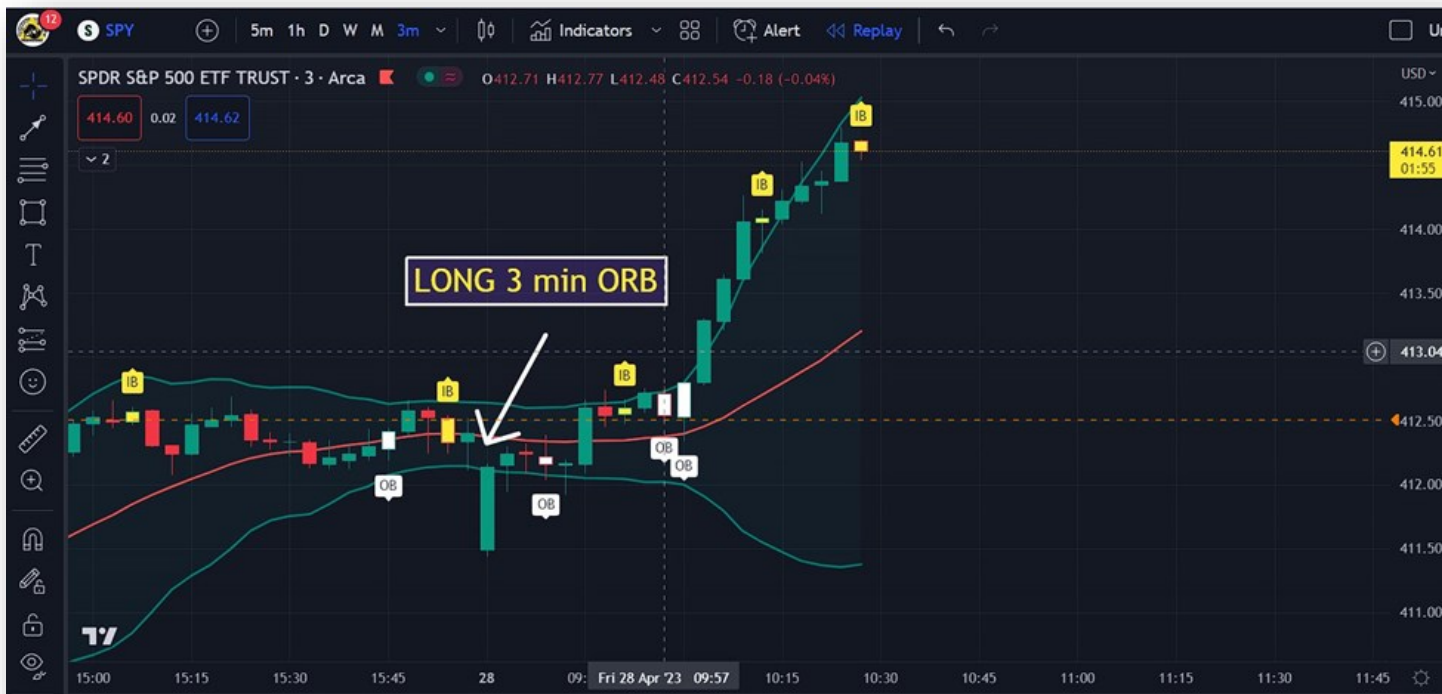 12
S SPY 5m 1h D W M 3m Indicators Alert Replay
SPDR S&P 500 ETF TRUST · 3 · Arca O412.71 H412.77 L412.48 C412.54 -0.18 (-0.04%)
USD
414.60 0.02 414.62
2
415.00
IB
414.61
01:55
IB
414.00
LONG 3 min ORB
413.50
413.04
IB
IB
IB
412.50
OB
OB
OB
OB
412.00
411.50
411.00
15:00 15:15 15:30 15:45 28 09: Fri 28 Apr '23 09:57 10:15 10:30 10:45 11:00 11:15 11:30 11:45